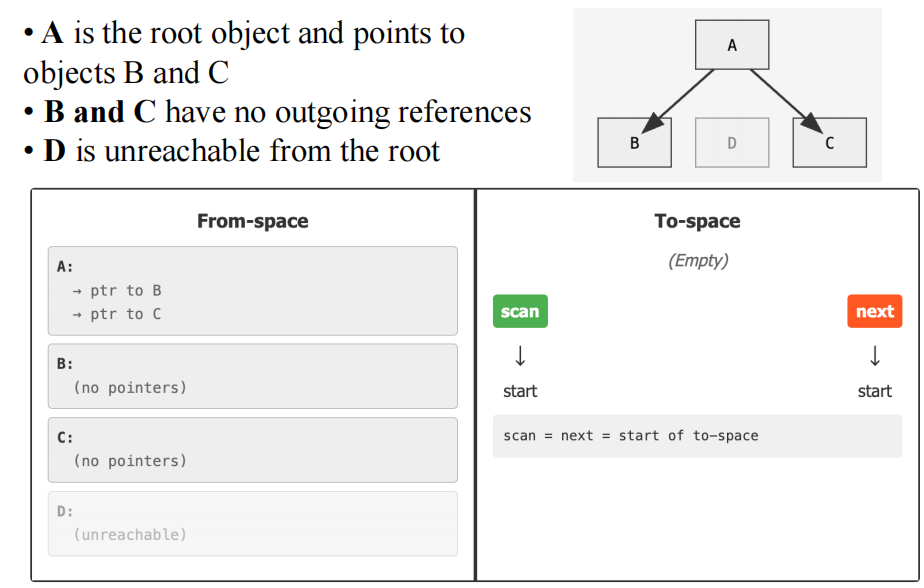 • A is the root object and points to
objects B and C
• B and C have no outgoing references
• D is unreachable from the root
A
B
D
C
From-space
A:
→ ptr to B
→ ptr to C
B:
(no pointers)
C:
(no pointers)
D:
(unreachable)
To-space
(Empty)
scan next
↓ ↓
start start
scan = next = start of to-space